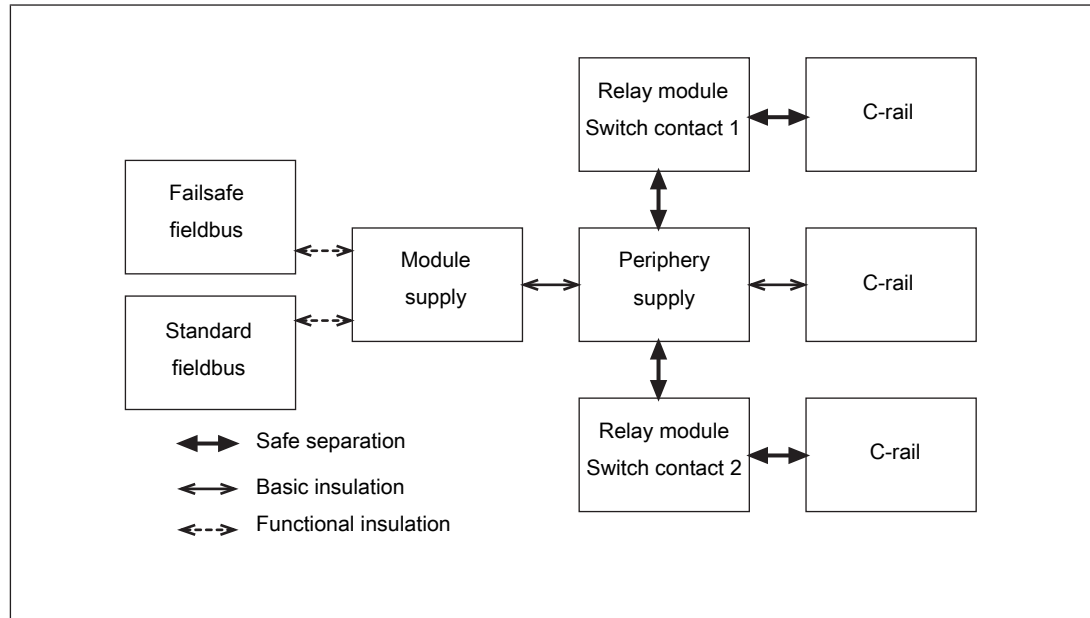 Relay module
Switch contact 1
C-rail
Failsafe
fieldbus
Module
supply
Periphery
supply
C-rail
Standard
fieldbus
Relay module
Switch contact 2
C-rail
Safe separation
Basic insulation
Functional insulation